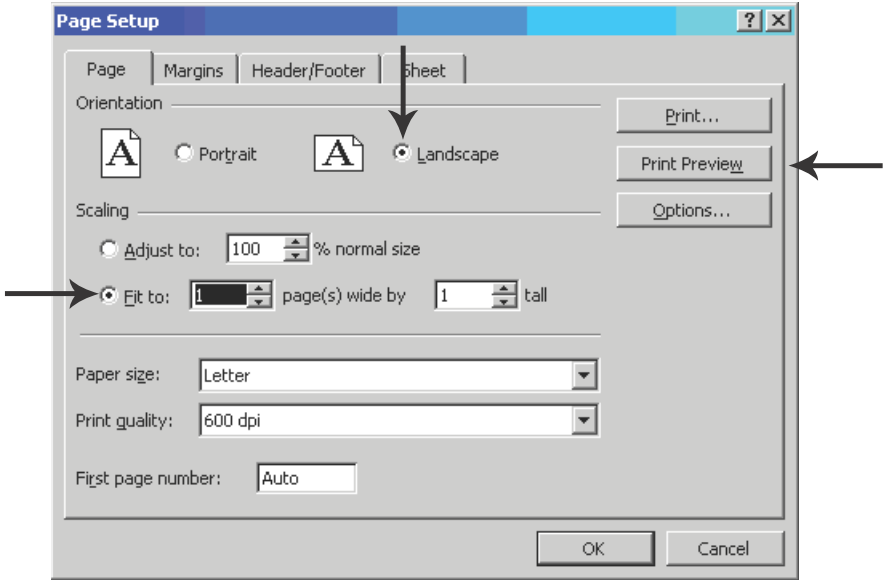 Page Setup ? X
Page Margins Header/Footer Sheet
Orientation
Print...
A Portrait A Landscape
Print Preview
Scaling
Options...
Adjust to: 100 % normal size
Fit to: 1 page(s) wide by 1 tall
Paper size: Letter
Print quality: 600 dpi
First page number: Auto
OK Cancel